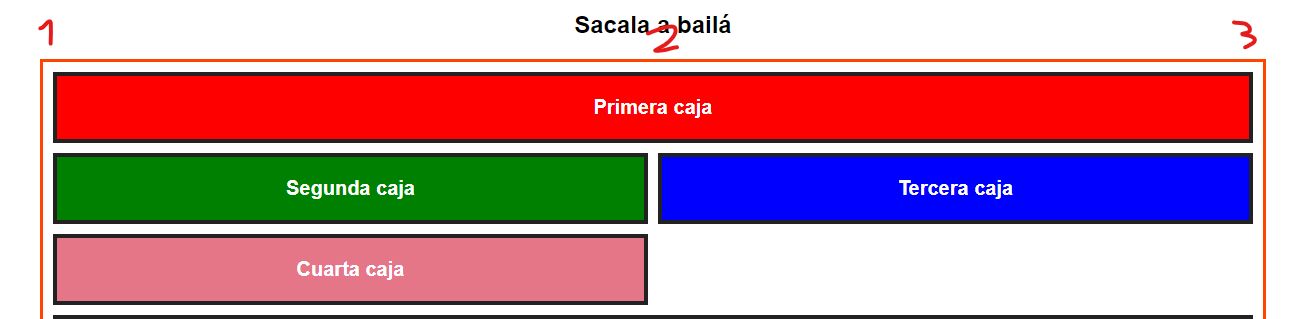 Sacala a bailá
1 2 3
Primera caja
Segunda caja Tercera caja
Cuarta caja